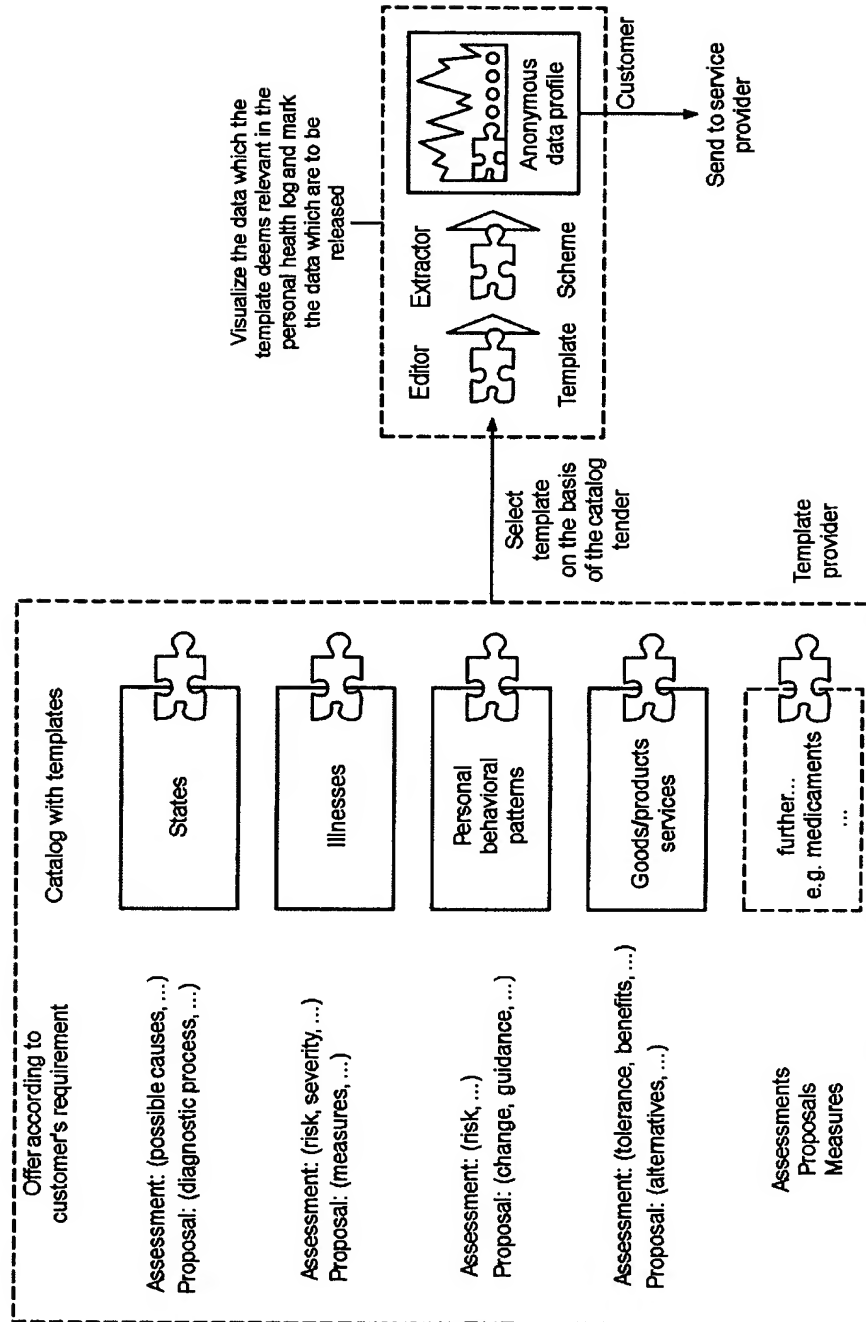 Offer according to
customer's requirement
Catalog with templates
Assessment: (possible causes, ...)
Proposal: (diagnostic process, ...)
States
Assessment: (risk, severity, ...)
Proposal: (measures, ...)
Illnesses
Assessment: (risk, ...)
Proposal: (change, guidance, ...)
Personal
behavioral
patterns
Assessment: (tolerance, benefits, ...)
Proposal: (alternatives, ...)
Goods/products
services
Assessments
Proposals
Measures
further...
e.g. medicaments
...
Template
provider
Select
template
on the basis
of the catalog
tender
Visualize the data which the
template deems relevant in the
personal health log and mark
the data which are to be
released
Editor
Extractor
Template
Scheme
Anonymous
data profile
Customer
Send to service
provider